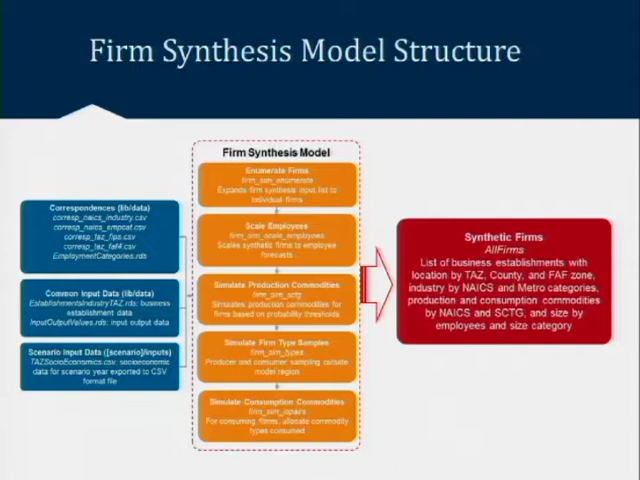 Firm Synthesis Model Structure
Firm Synthesis Model
Enumerate Firms
firm_sim_enumerate
Expands firm synthesis input list to
individual firms
Scale Employees
firm_sim_scale_employees
Scales synthetic firms to employee
forecasts
Simulate Production Commodities
firm_sim_sctg
Simulates production commodities for
firms based on probability thresholds
Simulate Firm Type Samples
firm_sim_types
Producer and consumer sampling outside
model region
Simulate Consumption Commodities
firm_sim_iopairs
For consuming firms, allocate commodity
types consumed
Correspondences (lib/data)
corresp_naics_industry.csv
corresp_naics_empcat.csv
corresp_taz_fips.csv
corresp_taz_faf4.csv
EmploymentCategories.rds
Common Input Data (lib/data)
EstablishmentsIndustryTAZ.rds: business
establishment data
InputOutputValues.rds: input output data
Scenario Input Data ([scenario]/inputs)
TAZSocioEconomics.csv: socioeconomic
data for scenario year exported to CSV
format file
Synthetic Firms
AllFirms
List of business establishments with
location by TAZ, County, and FAF zone,
industry by NAICS and Metro categories,
production and consumption commodities
by NAICS and SCTG, and size by
employees and size category